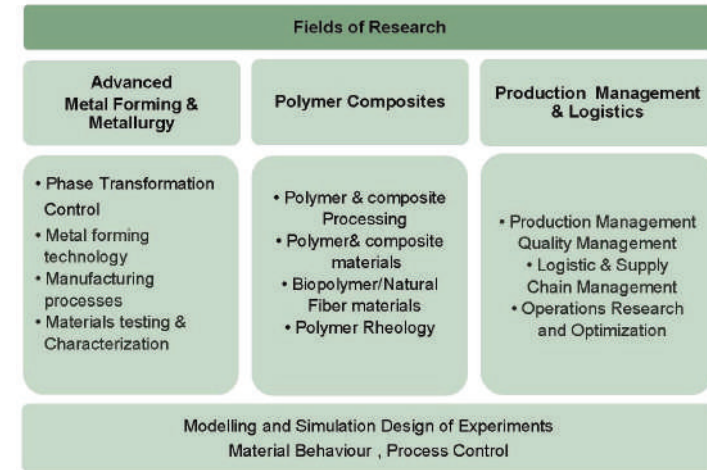 Fields of Research
Advanced
Metal Forming &
Metallurgy
Polymer Composites
Production Management
& Logistics
• Phase Transformation
Control
• Metal forming
technology
• Manufacturing
processes
• Materials testing &
Characterization
• Polymer & composite
Processing
• Polymer& composite
materials
• Biopolymer/Natural
Fiber materials
• Polymer Rheology
• Production Management
Quality Management
• Logistic & Supply
Chain Management
• Operations Research
and Optimization
Modelling and Simulation Design of Experiments
Material Behaviour , Process Control